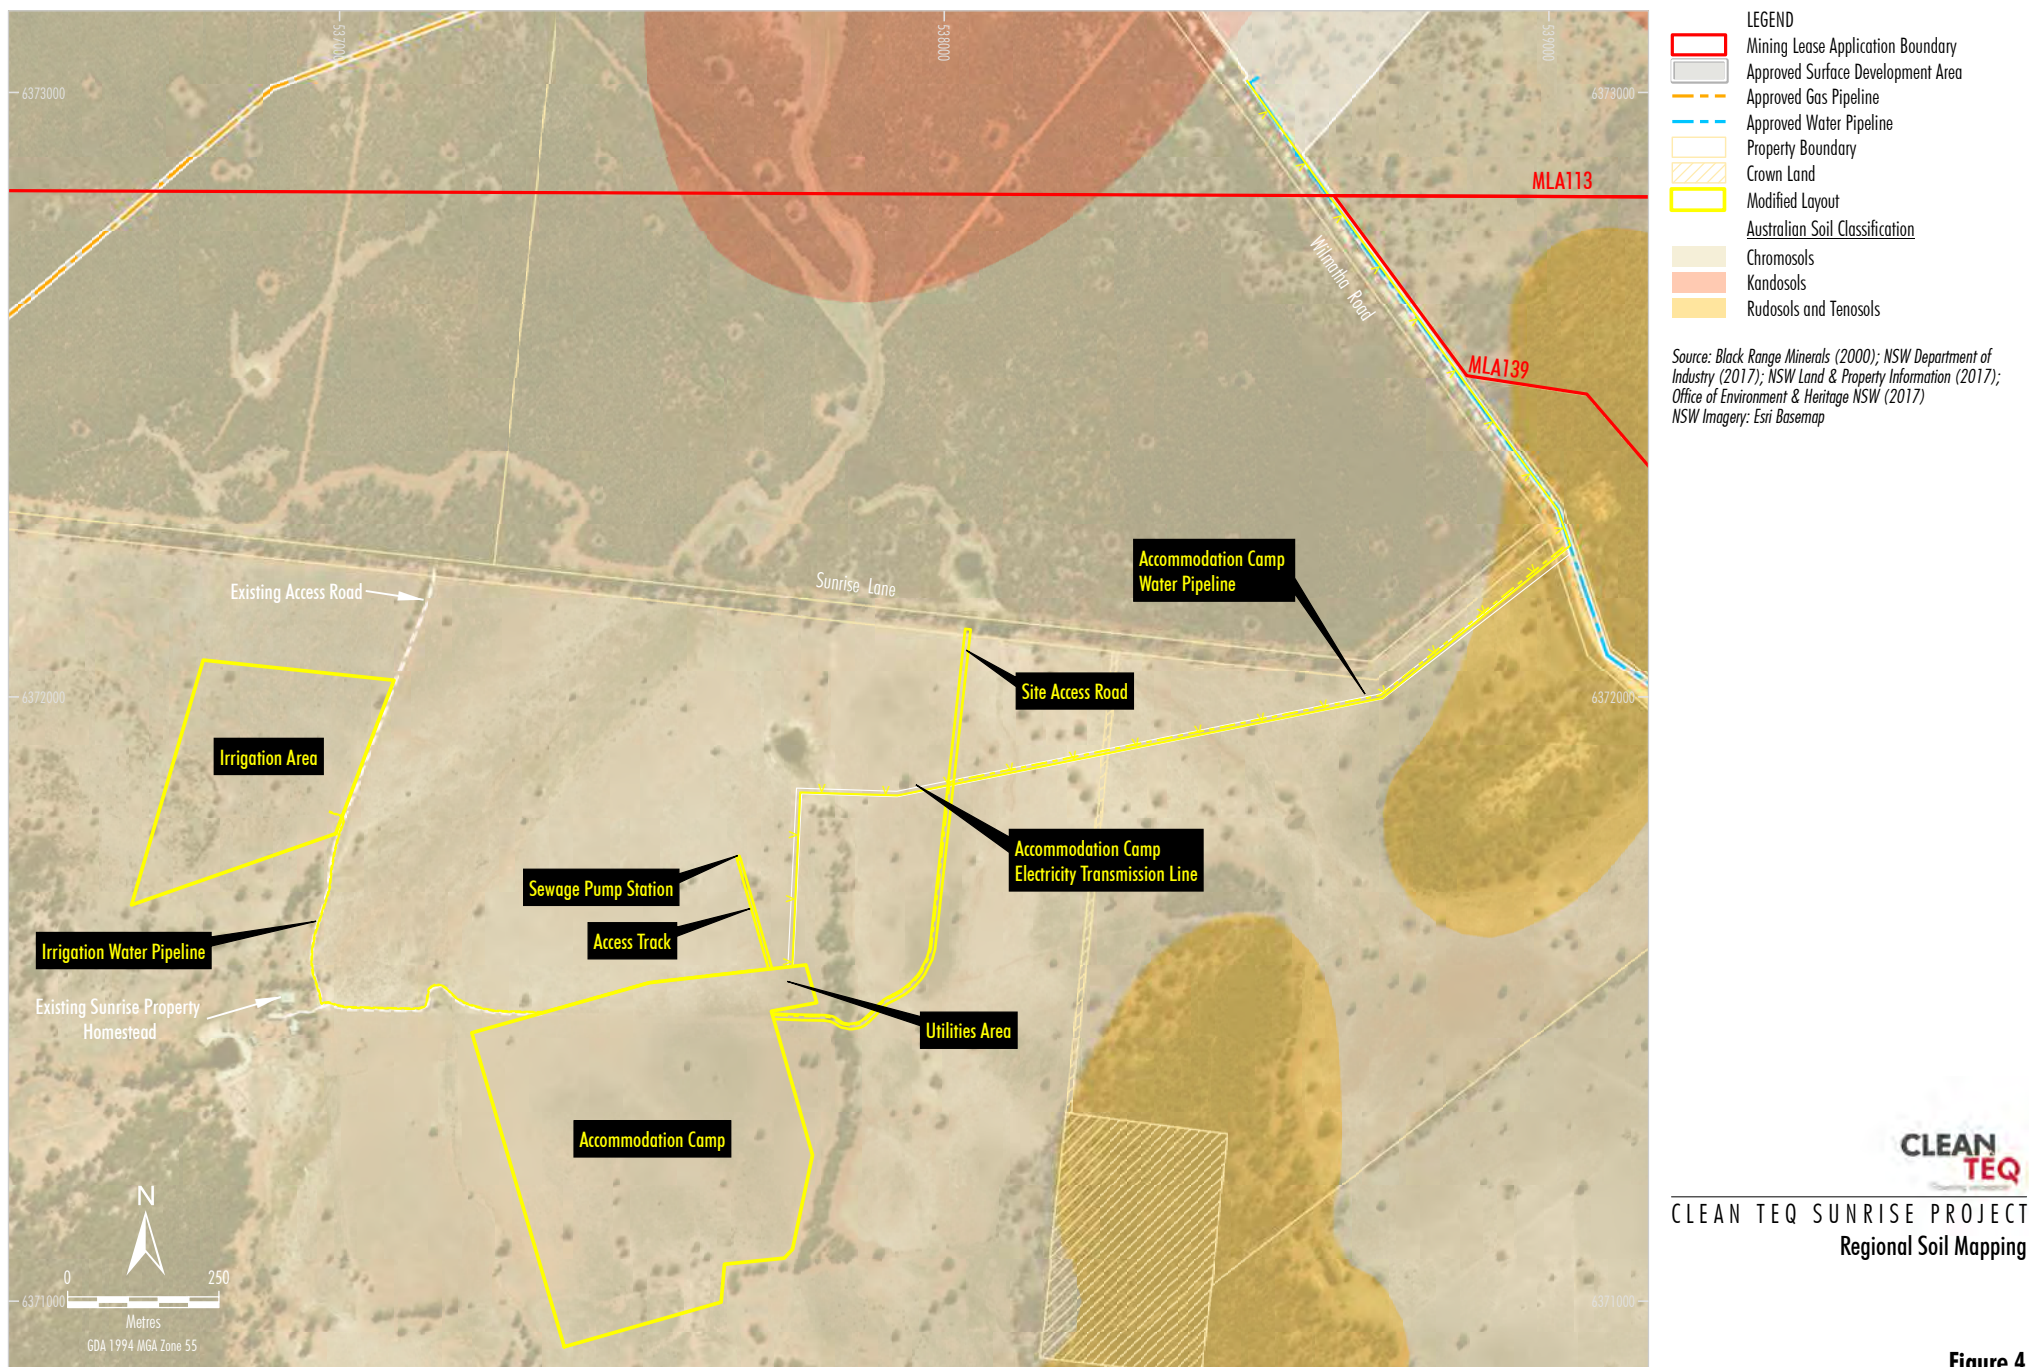 537000
538000
539000
6373000
6373000
MLA113
Wilmatha Road
MLA139
Existing Access Road
Sunrise Lane
Accommodation Camp
Water Pipeline
6372000
6372000
Site Access Road
Irrigation Area
Accommodation Camp
Electricity Transmission Line
Sewage Pump Station
Access Track
Irrigation Water Pipeline
Existing Sunrise Property
Homestead
Utilities Area
Accommodation Camp
N
0 250
6371000
6371000
Metres
GDA 1994 MGA Zone 55
LEGEND
Mining Lease Application Boundary
Approved Surface Development Area
Approved Gas Pipeline
Approved Water Pipeline
Property Boundary
Crown Land
Modified Layout
Australian Soil Classification
Chromosols
Kandosols
Rudosols and Tenosols
Source: Black Range Minerals (2000); NSW Department of
Industry (2017); NSW Land & Property Information (2017);
Office of Environment & Heritage NSW (2017)
NSW Imagery: Esri Basemap
CLEAN
TEQ
CLEAN TEQ SUNRISE PROJECT
Regional Soil Mapping
Figure 4